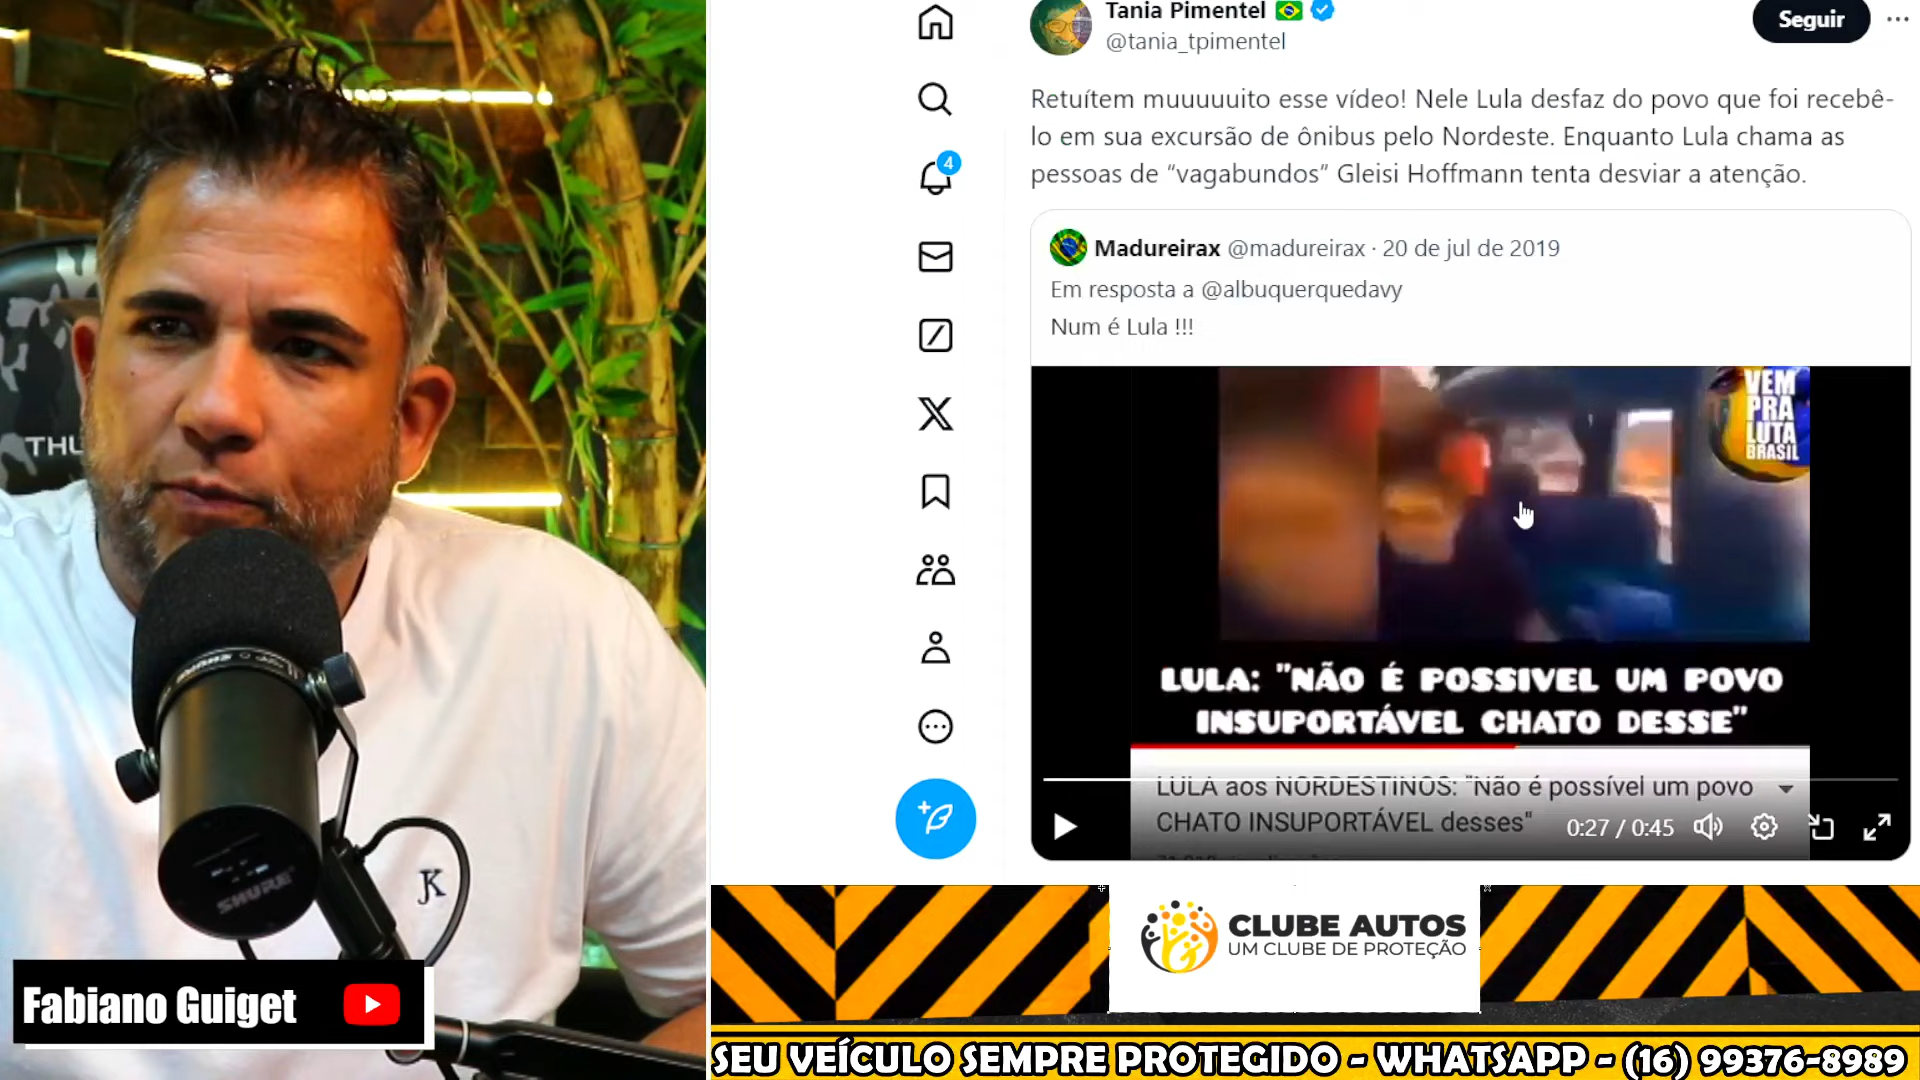 Tania Pimentel
@tania_tpimentel
Seguir
Retuítem muuuuuito esse vídeo! Nele Lula desfaz do povo que foi recebê-
lo em sua excursão de ônibus pelo Nordeste. Enquanto Lula chama as
pessoas de “vagabundos” Gleisi Hoffmann tenta desviar a atenção.
4
Madureirax @madureirax · 20 de jul de 2019
Em resposta a @albuquerquedavy
Num é Lula !!!
VEM
PRA
LUTA
BRASIL
LULA: "NÃO É POSSIVEL UM POVO
INSUPORTÁVEL CHATO DESSE"
LULA aos NORDESTINOS: "Não é possível um povo
CHATO INSUPORTÁVEL desses"
0:27 / 0:45
THU
SHURE
JK
Fabiano Guiget
CLUBE AUTOS
UM CLUBE DE PROTEÇÃO
SEU VEÍCULO SEMPRE PROTEGIDO - WHATSAPP - (16) 99376-8989